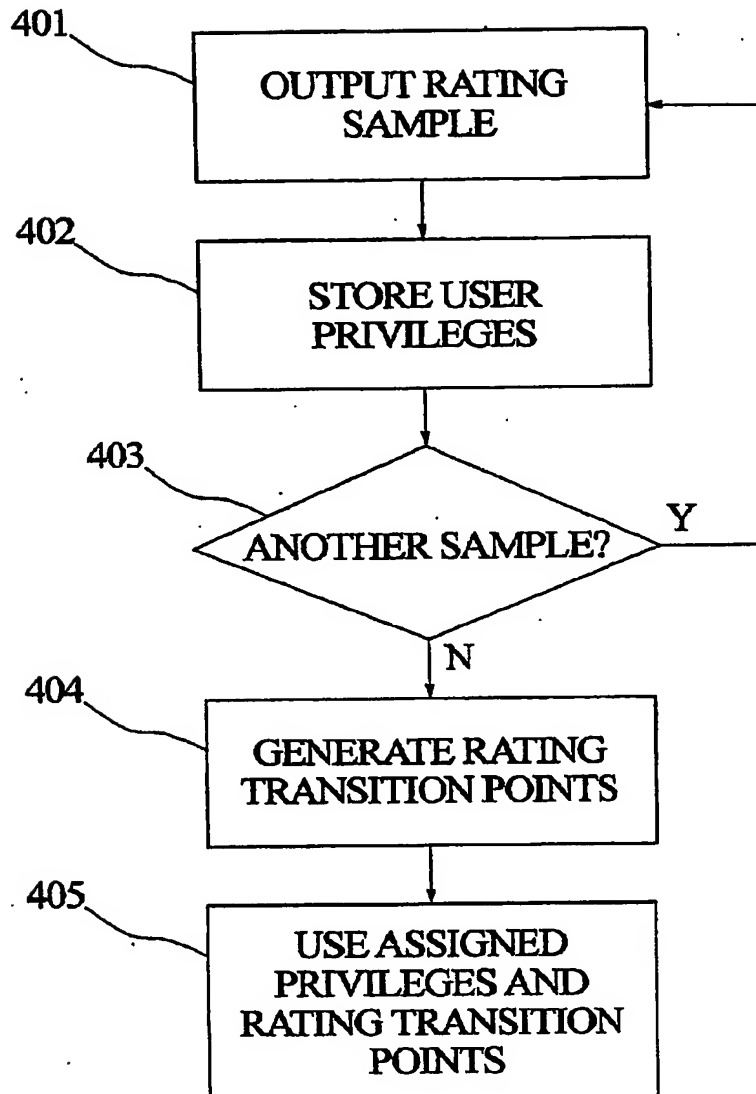 401
OUTPUT RATING
SAMPLE
402
STORE USER
PRIVILEGES
403
ANOTHER SAMPLE?
Y
N
404
GENERATE RATING
TRANSITION POINTS
405
USE ASSIGNED
PRIVILEGES AND
RATING TRANSITION
POINTS